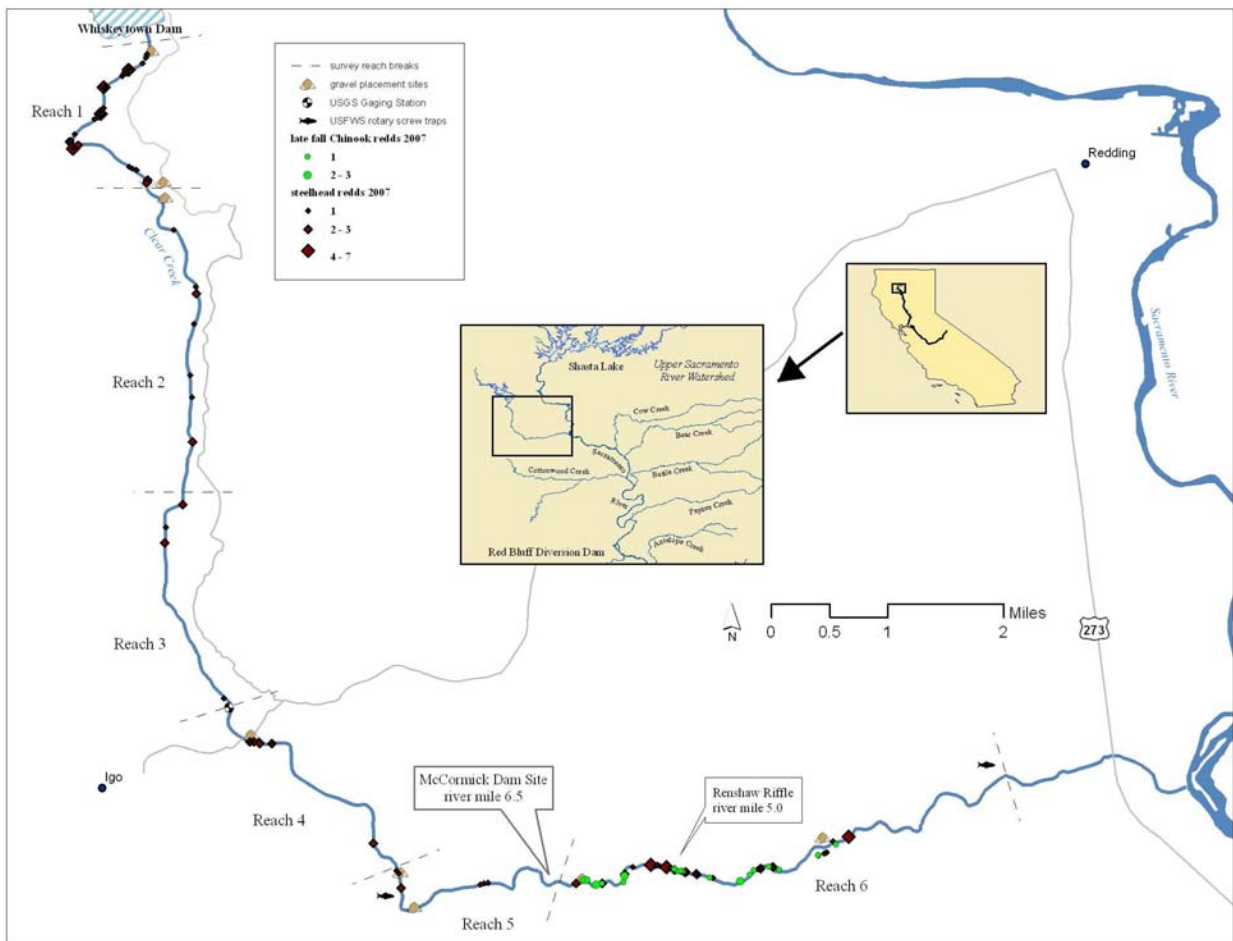 Whiskeytown Dam
survey reach breaks
gravel placement sites
USGS Gaging Station
USFWS rotary screw traps
late fall Chinook redds 2007
1
2 - 3
steelhead redds 2007
1
2 - 3
4 - 7
Reach 1
Redding
Clear Creek
Reach 2
Sacramento River
Shasta Lake
Upper Sacramento
River Watershed
Cow Creek
Bear Creek
Sacramento
River
Cottonwood Creek
Battle Creek
Paynes Creek
Antelope Creek
Red Bluff Diversion Dam
N
0 0.5 1 2
Miles
273
Reach 3
Igo
McCormick Dam Site
river mile 6.5
Renshaw Riffle
river mile 5.0
Reach 4
Reach 5
Reach 6